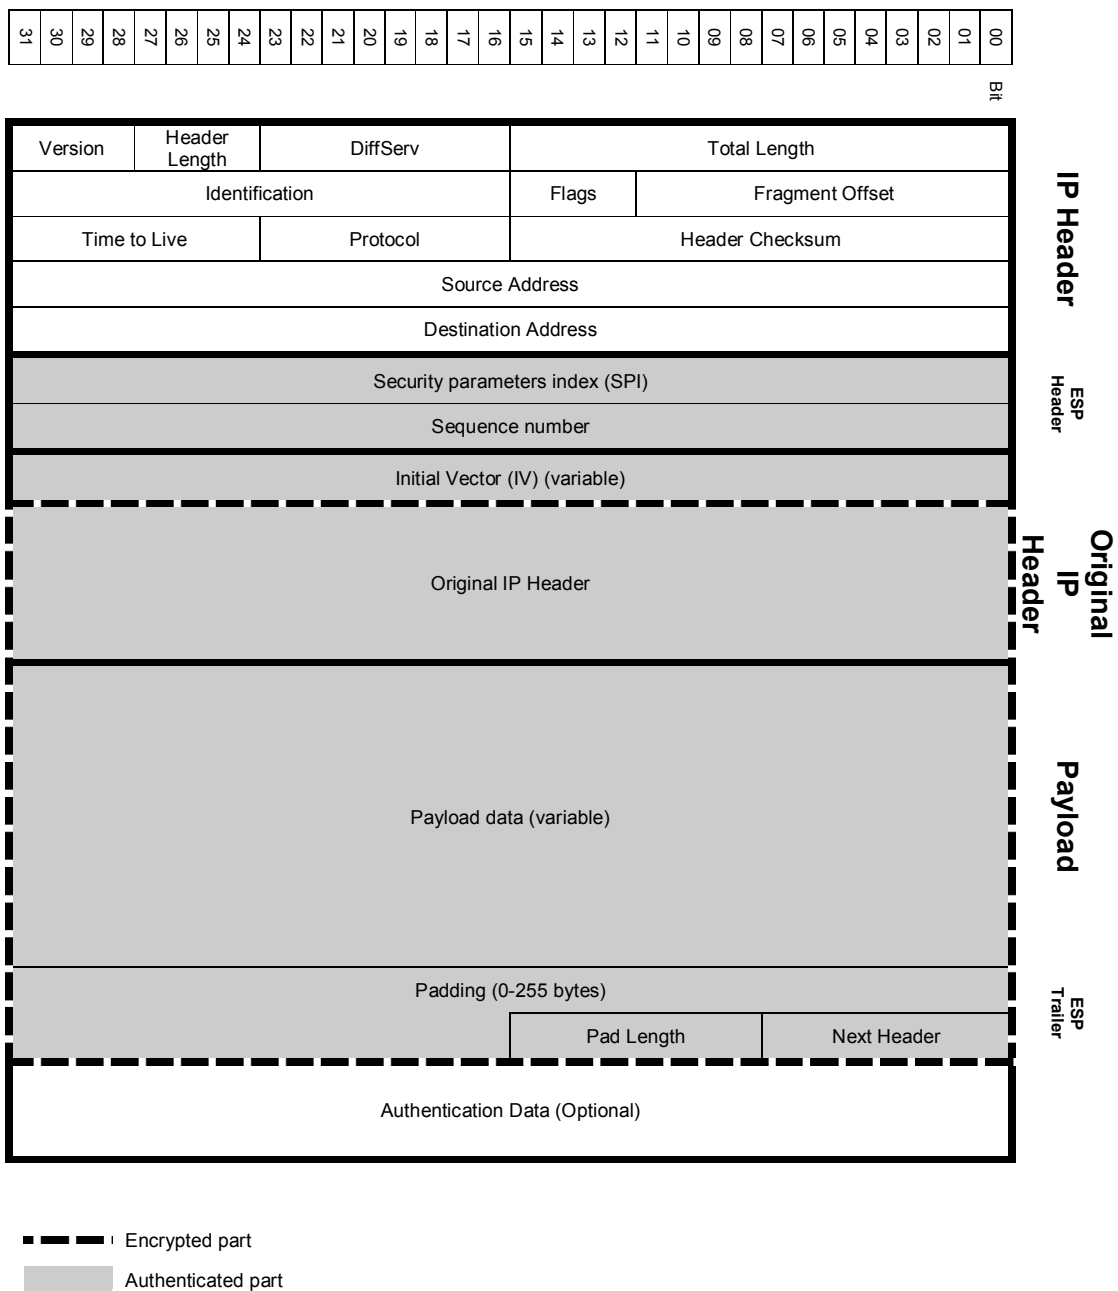 31 30 29 28 27 26 25 24 23 22 21 20 19 18 17 16 15 14 13 12 11 10 09 08 07 06 05 04 03 02 01 00
Bit
Version
Header
Length
DiffServ
Total Length
IP Header
Identification
Flags
Fragment Offset
Time to Live
Protocol
Header Checksum
Source Address
Destination Address
Security parameters index (SPI)
ESP
Header
Sequence number
Initial Vector (IV) (variable)
Original IP Header
Original
IP
Header
Payload data (variable)
Payload
Padding (0-255 bytes)
ESP
Trailer
Pad Length
Next Header
Authentication Data (Optional)
Encrypted part
Authenticated part